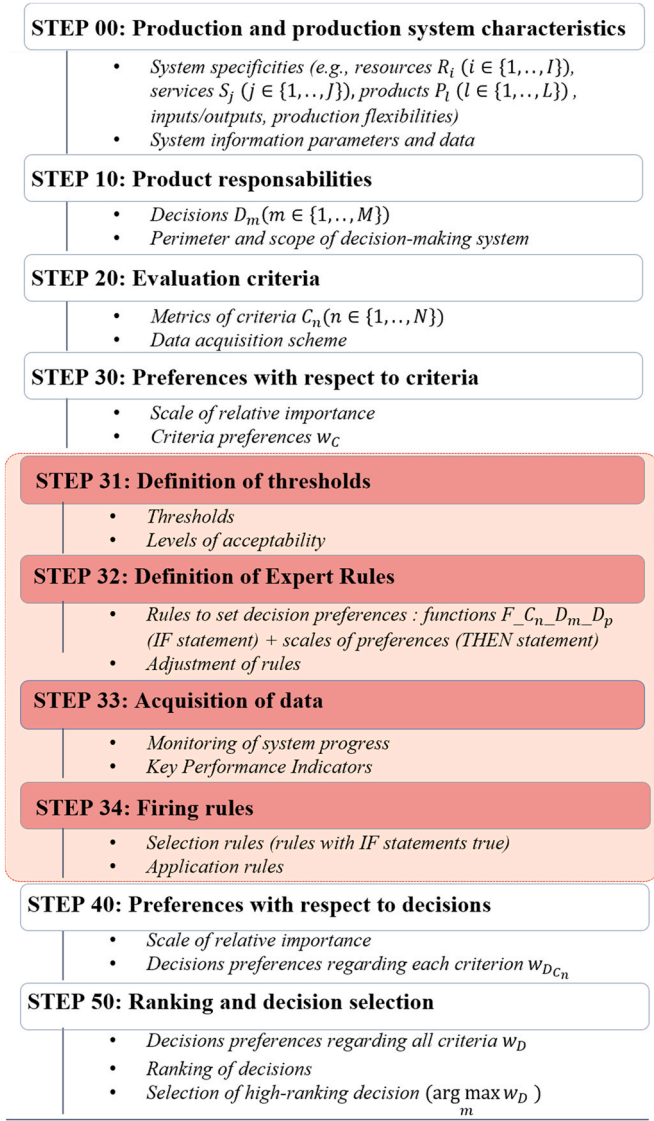 STEP 00: Production and production system characteristics
• System specificities (e.g., resources R_i (i ∈ {1,..,I}),
services S_j (j ∈ {1,..,J}), products P_l (l ∈ {1,..,L}) ,
inputs/outputs, production flexibilities)
• System information parameters and data
STEP 10: Product responsabilities
• Decisions D_m(m ∈ {1,..,M})
• Perimeter and scope of decision-making system
STEP 20: Evaluation criteria
• Metrics of criteria C_n(n ∈ {1,..,N})
• Data acquisition scheme
STEP 30: Preferences with respect to criteria
• Scale of relative importance
• Criteria preferences w_C
STEP 31: Definition of thresholds
• Thresholds
• Levels of acceptability
STEP 32: Definition of Expert Rules
• Rules to set decision preferences : functions F_C_n_D_m_D_p
(IF statement) + scales of preferences (THEN statement)
• Adjustment of rules
STEP 33: Acquisition of data
• Monitoring of system progress
• Key Performance Indicators
STEP 34: Firing rules
• Selection rules (rules with IF statements true)
• Application rules
STEP 40: Preferences with respect to decisions
• Scale of relative importance
• Decisions preferences regarding each criterion w_{D_{C_n}}
STEP 50: Ranking and decision selection
• Decisions preferences regarding all criteria w_D
• Ranking of decisions
• Selection of high-ranking decision (arg max w_D )
m